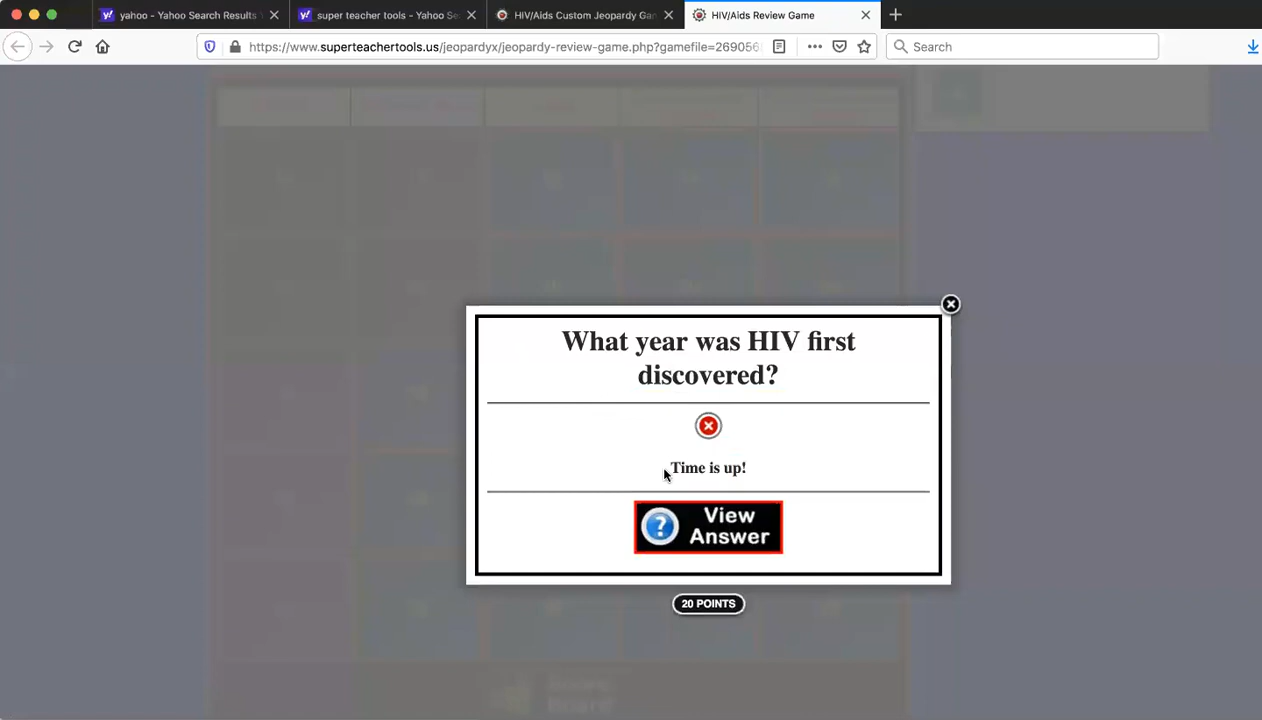 yahoo - Yahoo Search Results
super teacher tools - Yahoo Se
HIV/Aids Custom Jeopardy Gam
HIV/Aids Review Game
https://www.superteachertools.us/jeopardyx/jeopardy-review-game.php?gamefile=269056
Search
What year was HIV first
discovered?
Time is up!
View
Answer
20 POINTS